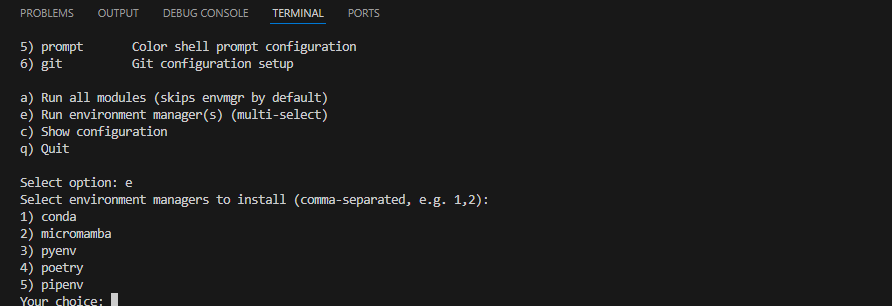 PROBLEMS OUTPUT DEBUG CONSOLE TERMINAL PORTS
5) prompt Color shell prompt configuration
6) git Git configuration setup
a) Run all modules (skips envmgr by default)
e) Run environment manager(s) (multi-select)
c) Show configuration
q) Quit
Select option: e
Select environment managers to install (comma-separated, e.g. 1,2):
1) conda
2) micromamba
3) pyenv
4) poetry
5) pipenv
Your choice: